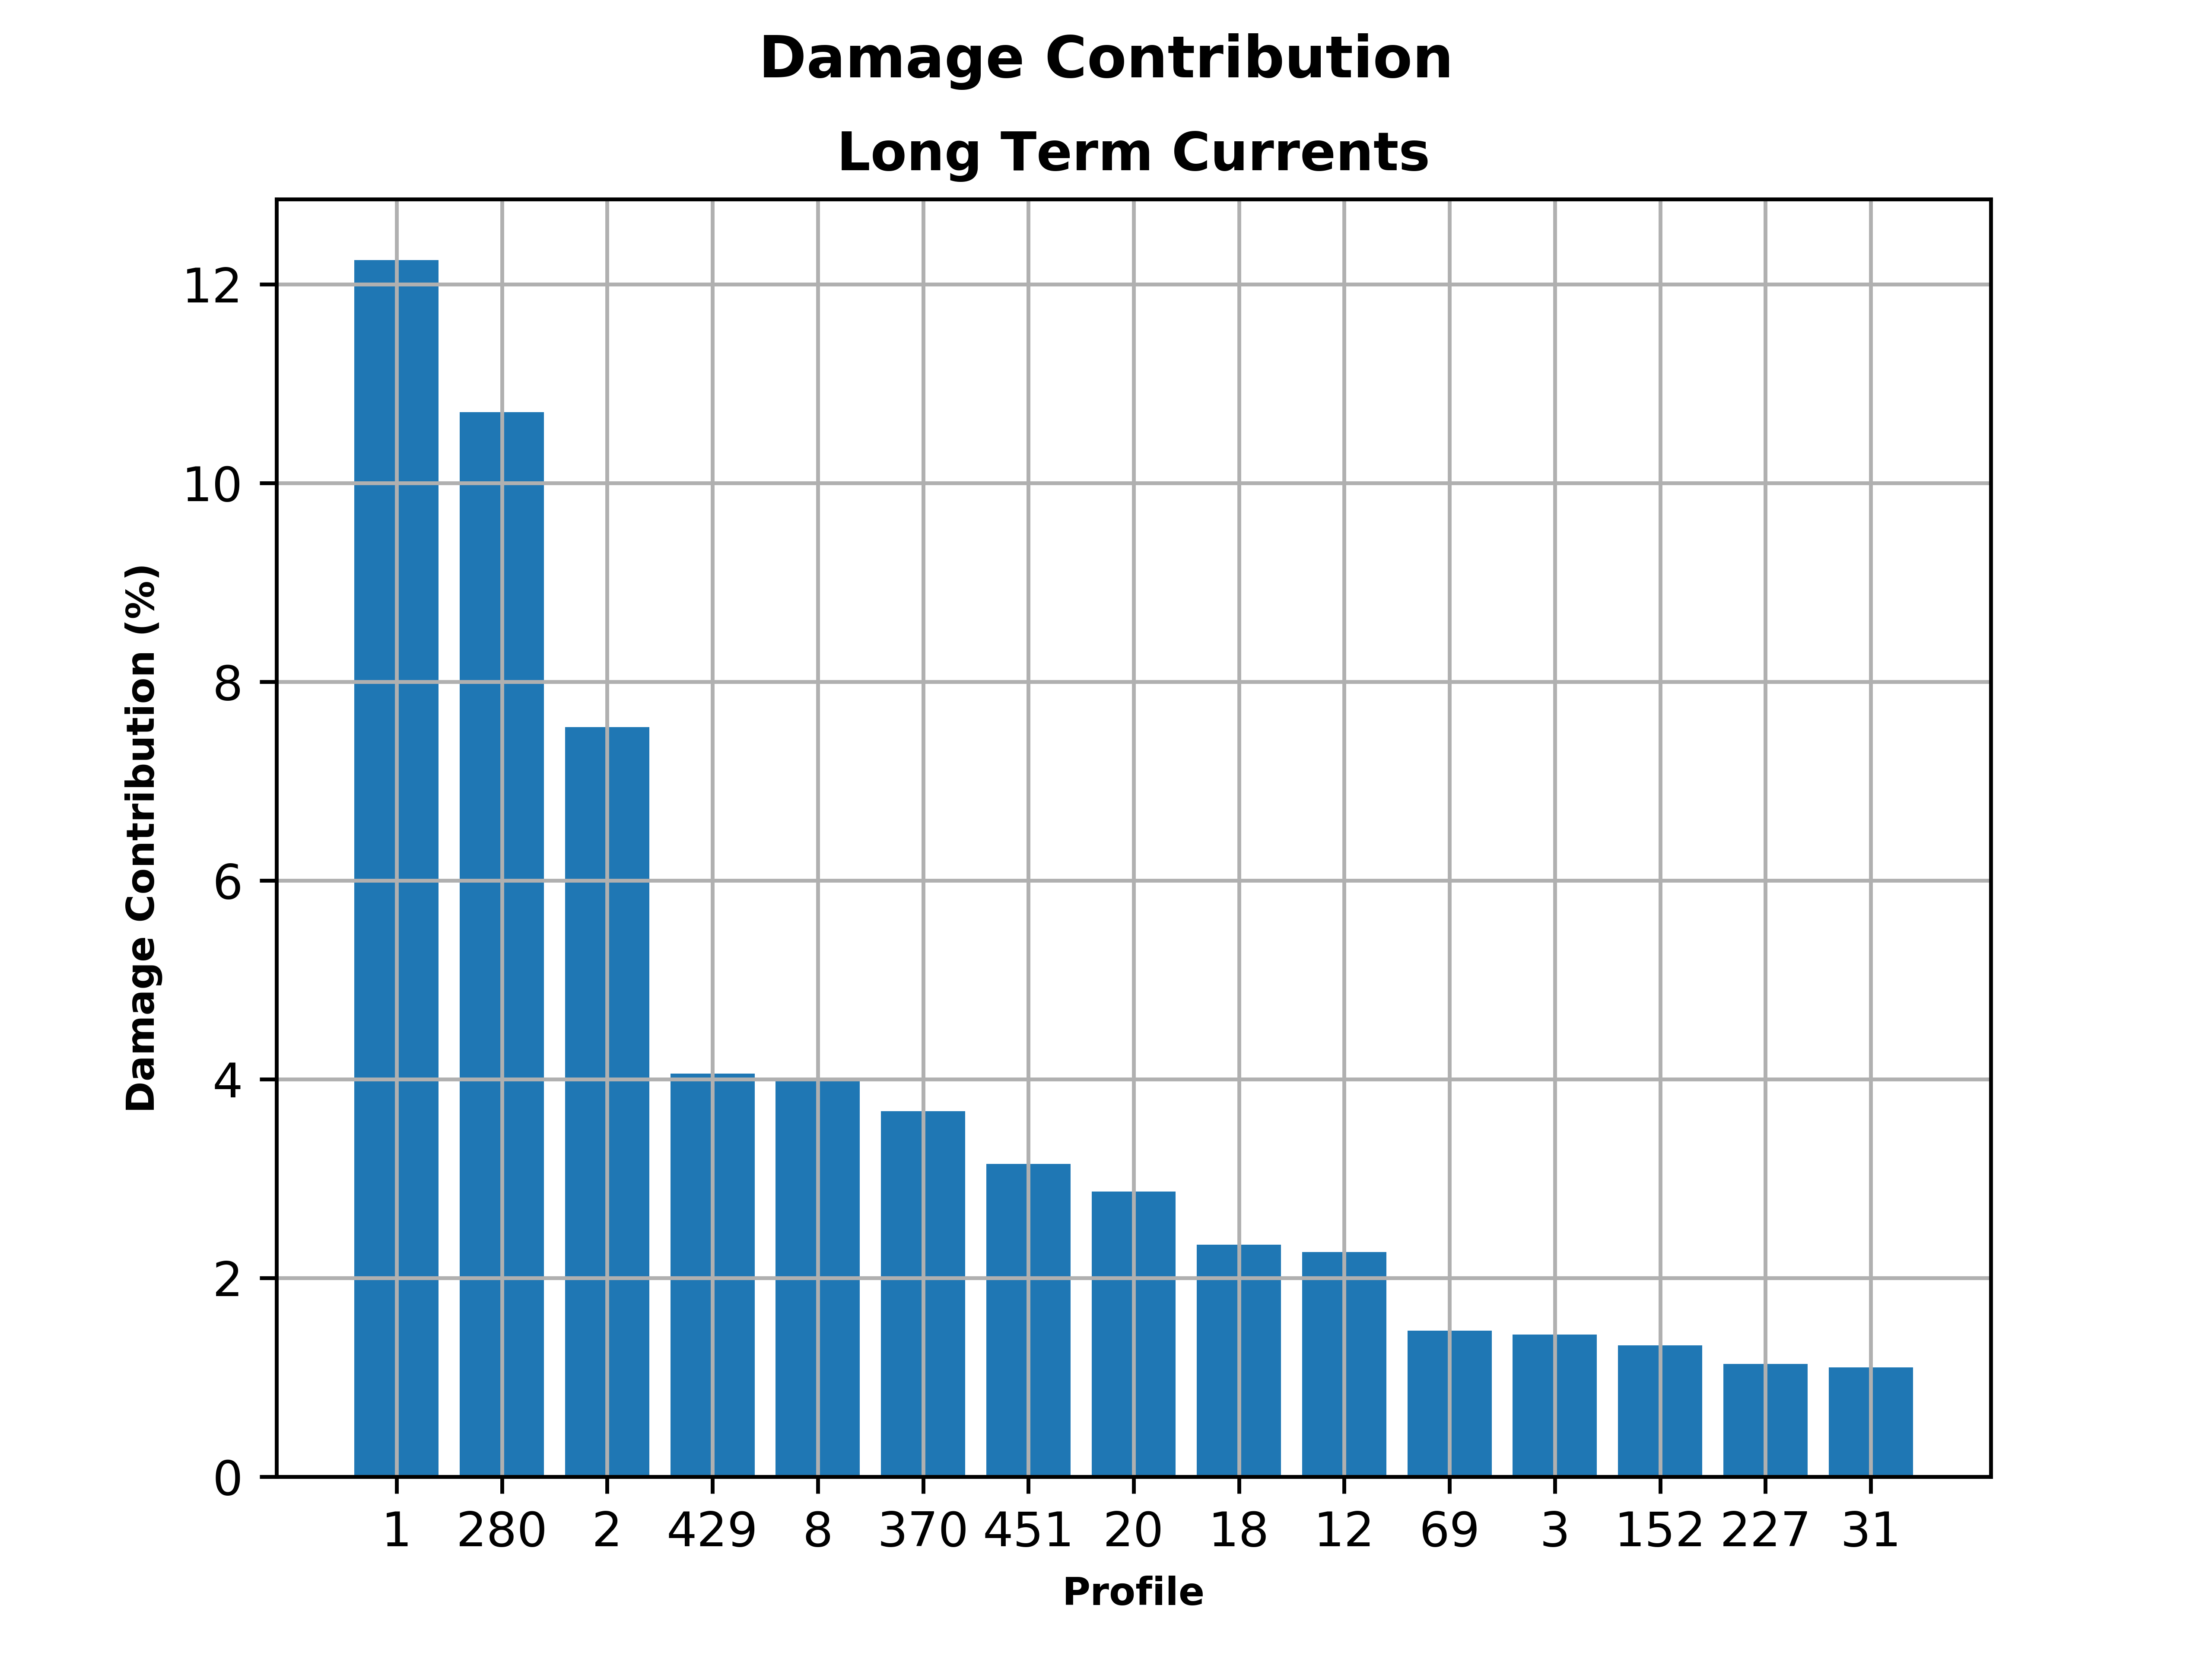 Damage Contribution
Long Term Currents
Damage Contribution (%)
12
10
8
6
4
2
0
1 280 2 429 8 370 451 20 18 12 69 3 152 227 31
Profile